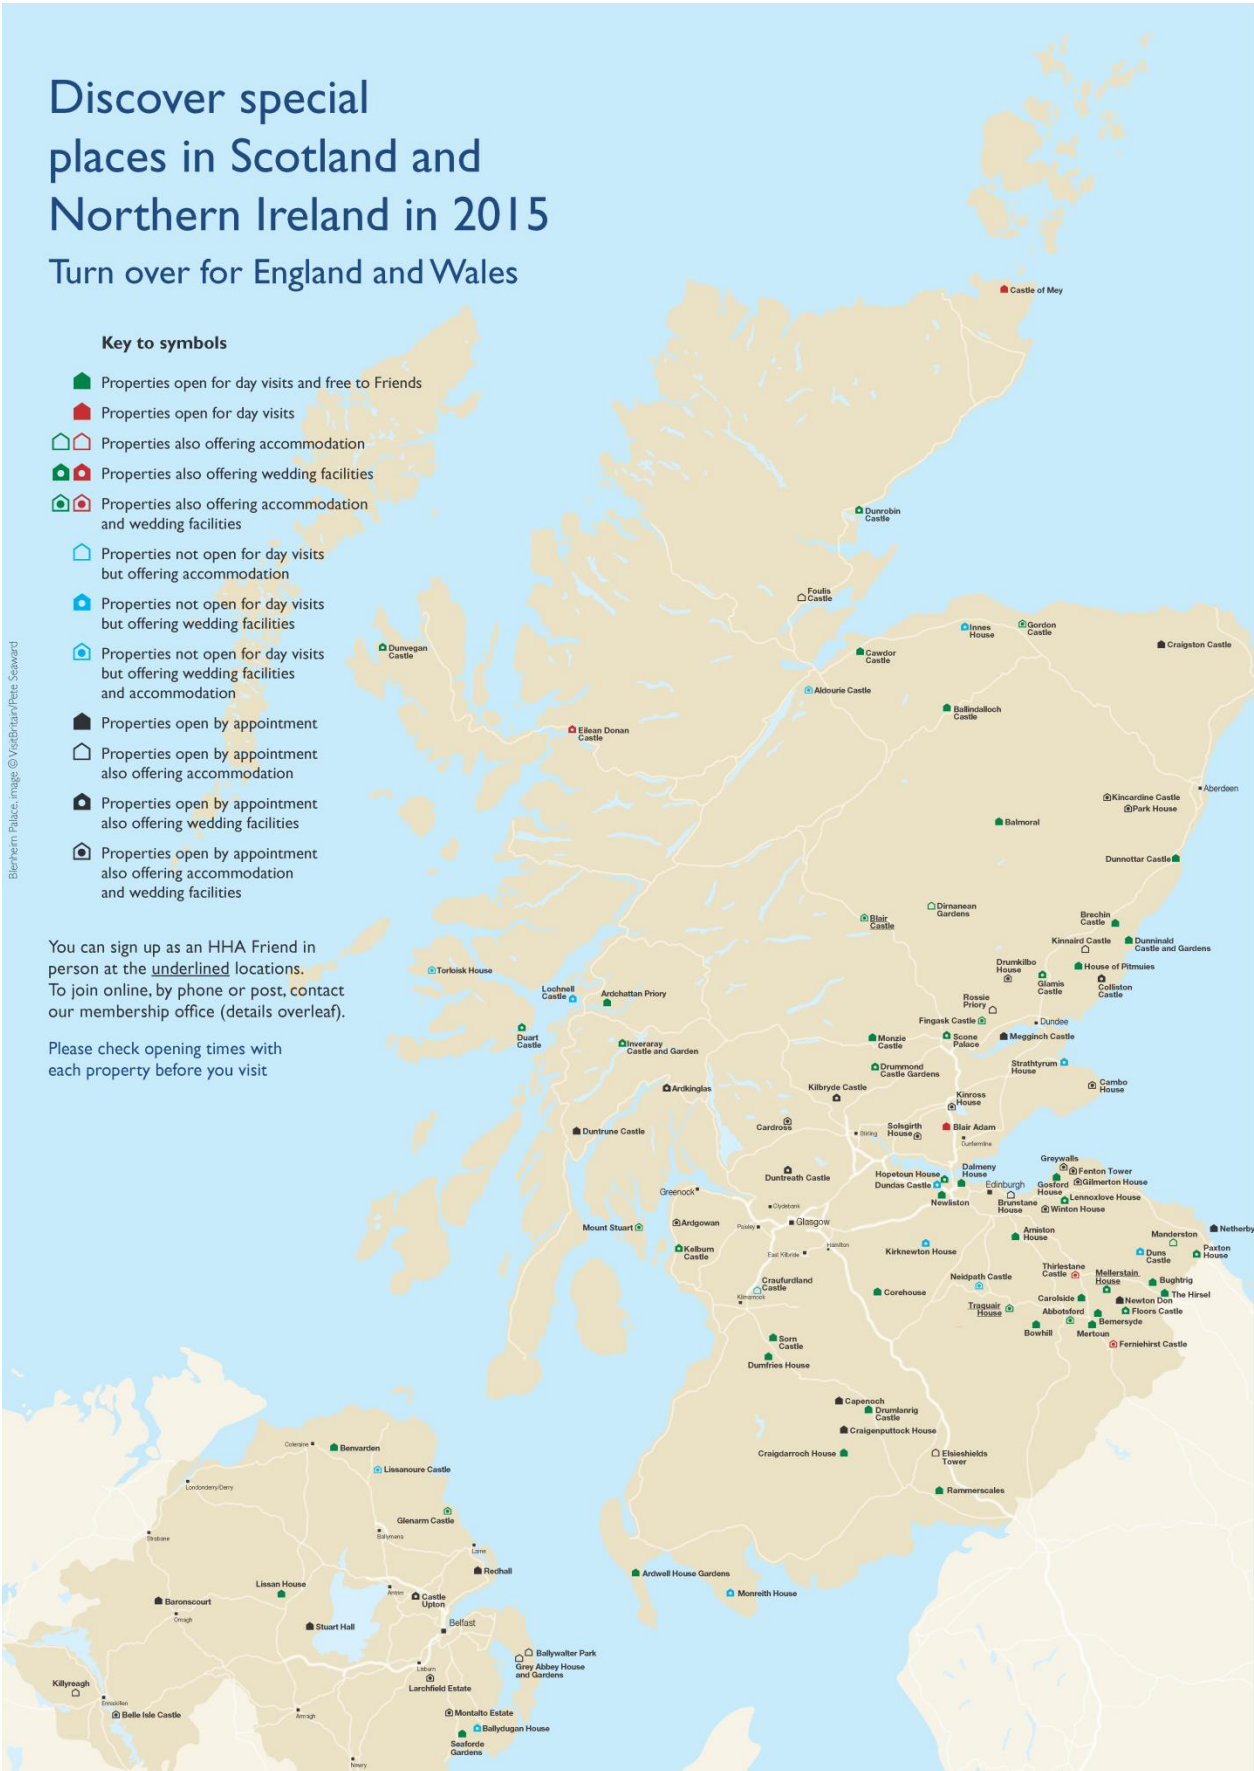 Discover special
places in Scotland and
Northern Ireland in 2015
Turn over for England and Wales
Key to symbols
Properties open for day visits and free to Friends
Properties open for day visits
Properties also offering accommodation
Properties also offering wedding facilities
Properties also offering accommodation
and wedding facilities
Properties not open for day visits
but offering accommodation
Properties not open for day visits
but offering wedding facilities
Properties not open for day visits
but offering wedding facilities
and accommodation
Properties open by appointment
Properties open by appointment
also offering accommodation
Properties open by appointment
also offering wedding facilities
Properties open by appointment
also offering accommodation
and wedding facilities
You can sign up as an HHA Friend in
person at the underlined locations.
To join online, by phone or post, contact
our membership office (details overleaf).
Please check opening times with
each property before you visit
Blenheim Palace, image © VisitBritain/Pete Seaward
Castle of Mey
Dunrobin
Castle
Foulis
Castle
Innes
House
Gordon
Castle
Craigston Castle
Dunvegan
Castle
Cawdor
Castle
Aldourie Castle
Ballindalloch
Castle
Eilean Donan
Castle
Aberdeen
Kincardine Castle
Park House
Balmoral
Dunnottar Castle
Dirnanean
Gardens
Blair
Castle
Brechin
Castle
Kinnaird Castle
Dunninald
Castle and Gardens
Drumkilbo
House
House of Pitmuies
Glamis
Castle
Colliston
Castle
Torloisk House
Lochnell
Castle
Ardchattan Priory
Rossie
Priory
Fingask Castle
Dundee
Duart
Castle
Inveraray
Castle and Garden
Monzie
Castle
Scone
Palace
Megginch Castle
Drummond
Castle Gardens
Strathtyrum
House
Cambo
House
Ardkinglas
Kilbryde Castle
Kinross
House
Cardross
Solsgirth
House
Blair Adam
Duntrune Castle
Stirling
Dunfermline
Duntreath Castle
Hopetoun House
Dalmeny
House
Dundas Castle
Newliston
Edinburgh
Brunstane
House
Greywalls
Fenton Tower
Gosford
House
Gilmerton House
Lennoxlove House
Winton House
Greenock
Clydebank
Paisley
Glasgow
East Kilbride
Hamilton
Mount Stuart
Ardgowan
Kelburn
Castle
Kirknewton House
Arniston
House
Manderston
Netherby
Duns
Castle
Paxton
House
Craufurdland
Castle
Kilmarnock
Corehouse
Neidpath Castle
Thirlestane
Castle
Mellerstain
House
Bughtrig
The Hirsel
Traquair
House
Carolside
Newton Don
Abbotsford
Floors Castle
Bemersyde
Bowhill
Mertoun
Ferniehirst Castle
Sorn
Castle
Dumfries House
Capenoch
Drumlanrig
Castle
Craigenputtock House
Craigdarroch House
Elsieshields
Tower
Rammerscales
Ardwell House Gardens
Monreith House
Coleraine
Benvarden
Lissanoure Castle
Londonderry/Derry
Glenarm Castle
Strabane
Ballymena
Larne
Redhall
Lissan House
Baronscourt
Omagh
Antrim
Castle
Upton
Stuart Hall
Belfast
Ballywalter Park
Grey Abbey House
and Gardens
Lisburn
Larchfield Estate
Killyreagh
Enniskillen
Belle Isle Castle
Armagh
Montalto Estate
Ballydugan House
Seaforde
Gardens
Newry